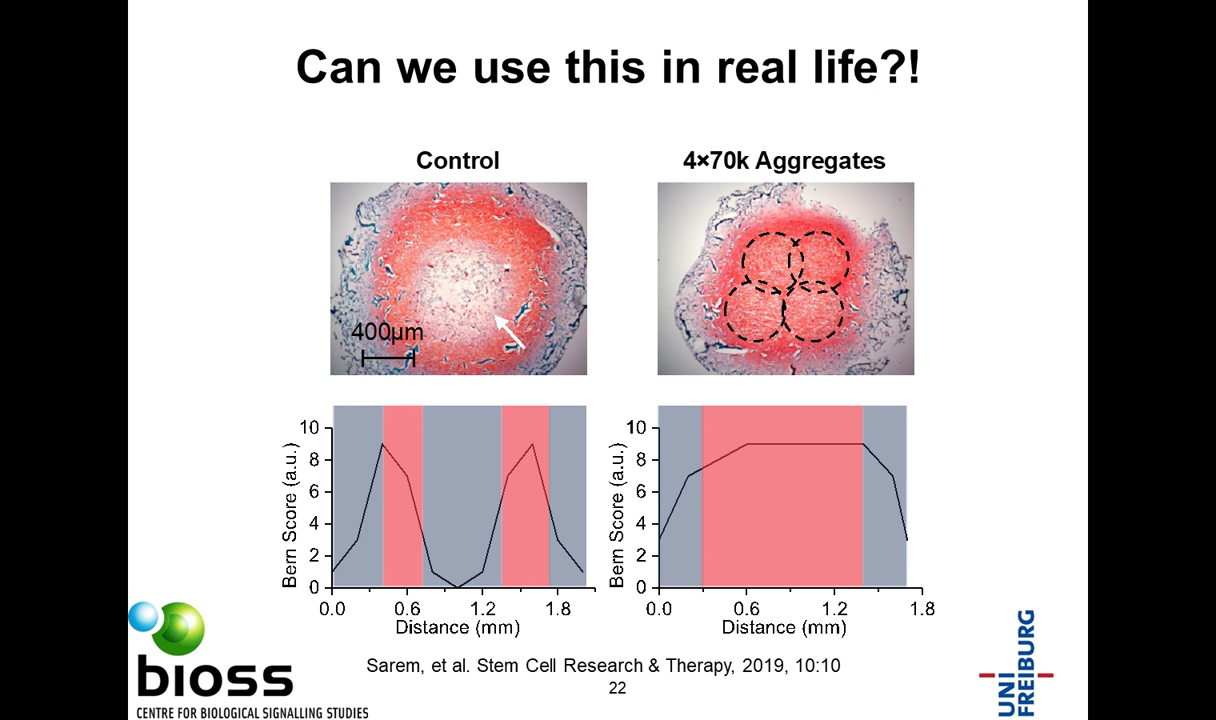 Can we use this in real life?!
Control
4×70k Aggregates
400µm
10
8
6
4
2
0
Bern Score (a.u.)
0.0 0.6 1.2 1.8
Distance (mm)
10
8
6
4
2
0
Bern Score (a.u.)
0.0 0.6 1.2 1.8
Distance (mm)
bioss
CENTRE FOR BIOLOGICAL SIGNALLING STUDIES
Sarem, et al. Stem Cell Research & Therapy, 2019, 10:10
22
UNI
FREIBURG